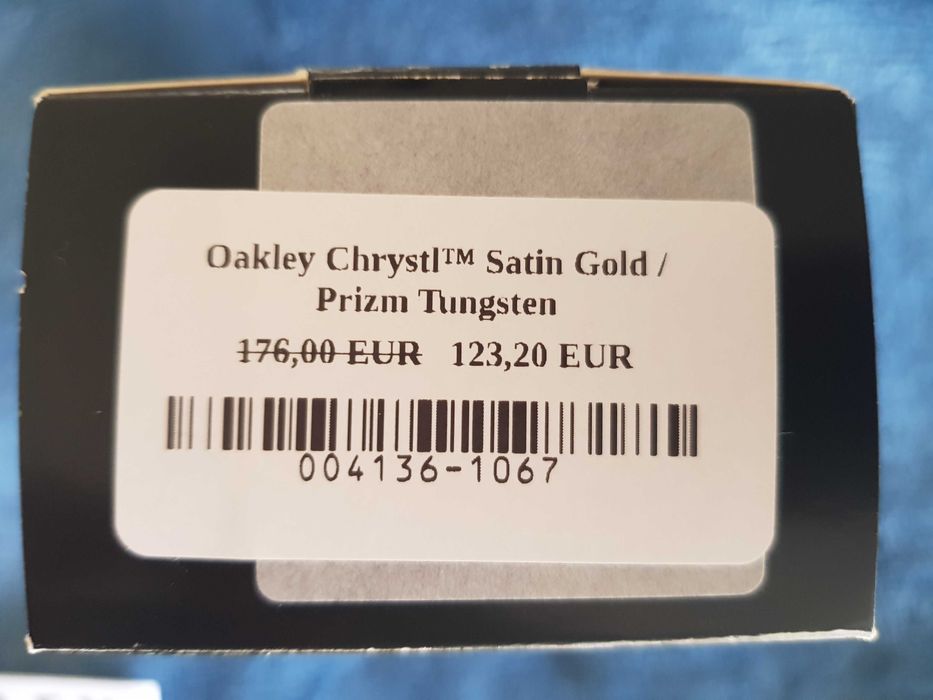 Oakley Chrystl™ Satin Gold /
Prizm Tungsten
176,00 EUR 123,20 EUR
004136-1067